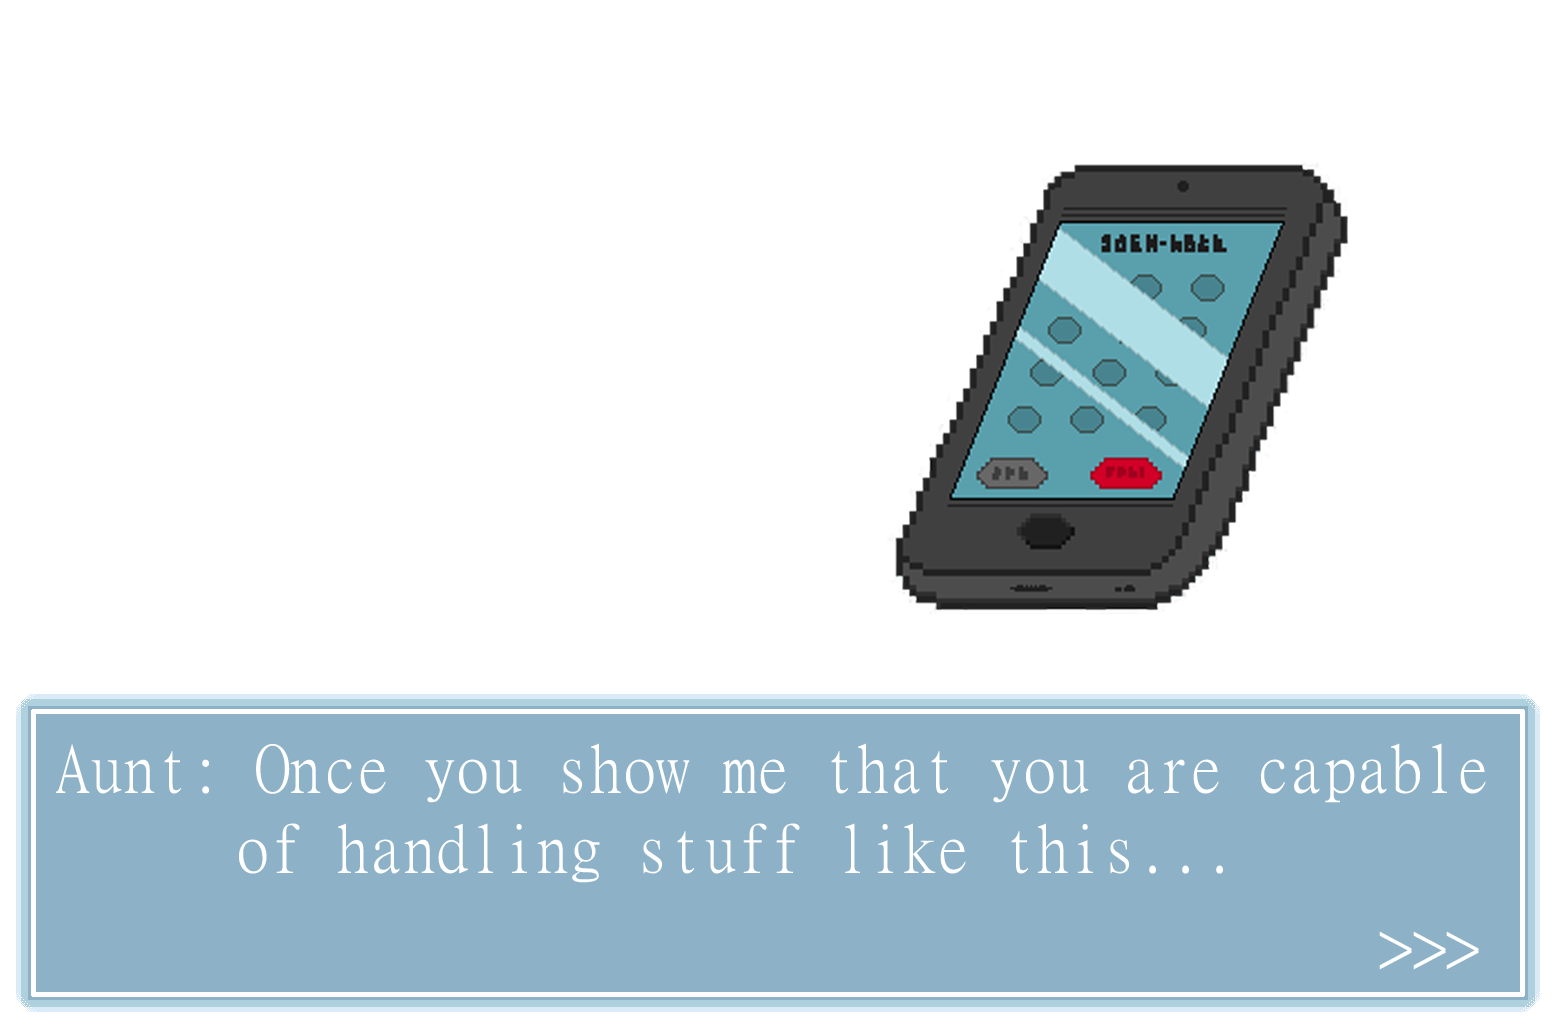 Aunt: Once you show me that you are capable
of handling stuff like this...
>>>